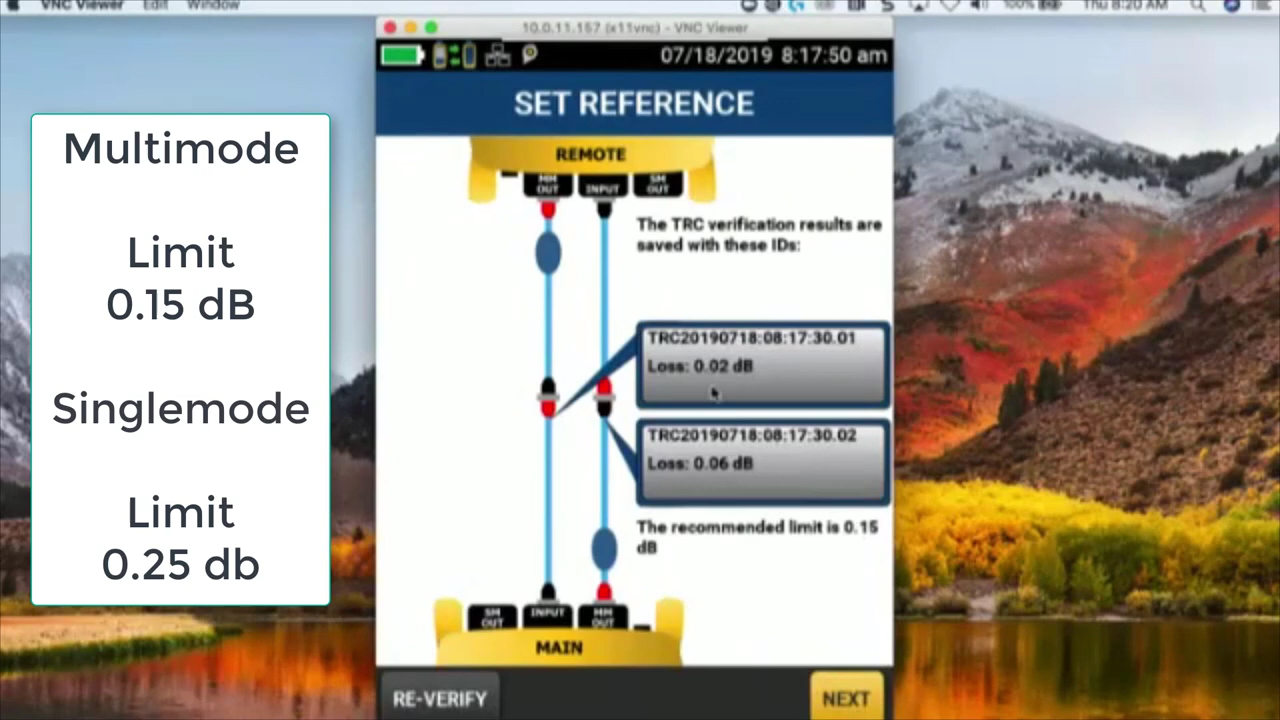 VNC Viewer Edit Window
100%
Thu 8:20 AM
10.0.11.157 (x11vnc) - VNC Viewer
07/18/2019 8:17:50 am
SET REFERENCE
REMOTE
MM OUT
INPUT
SM OUT
The TRC verification results are
saved with these IDs:
TRC20190718:08:17:30.01
Loss: 0.02 dB
TRC20190718:08:17:30.02
Loss: 0.06 dB
The recommended limit is 0.15
dB
SM OUT
INPUT
MM OUT
MAIN
RE-VERIFY
NEXT
Multimode
Limit
0.15 dB
Singlemode
Limit
0.25 db